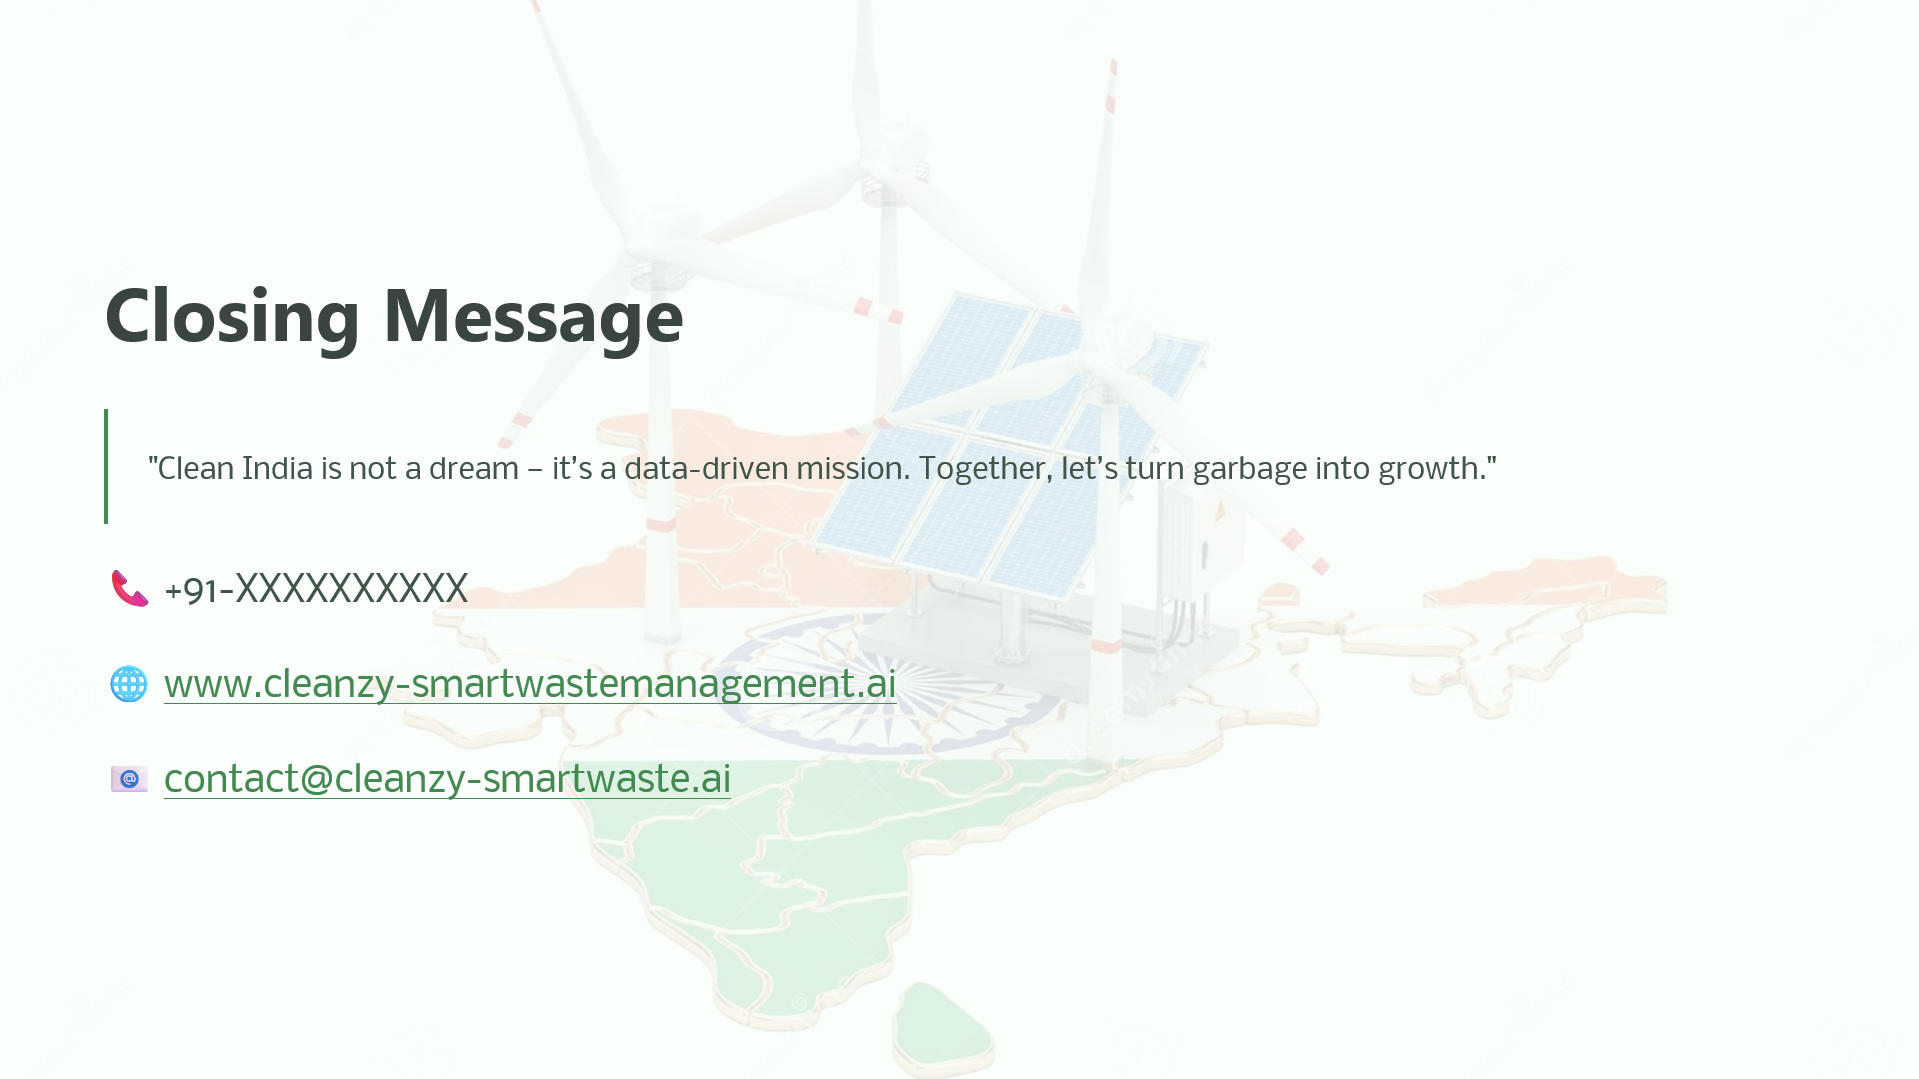 Closing Message
"Clean India is not a dream – it’s a data-driven mission. Together, let’s turn garbage into growth."
📞 +91-XXXXXXXXXX
🌐 www.cleanzy-smartwastemanagement.ai
📧 contact@cleanzy-smartwaste.ai